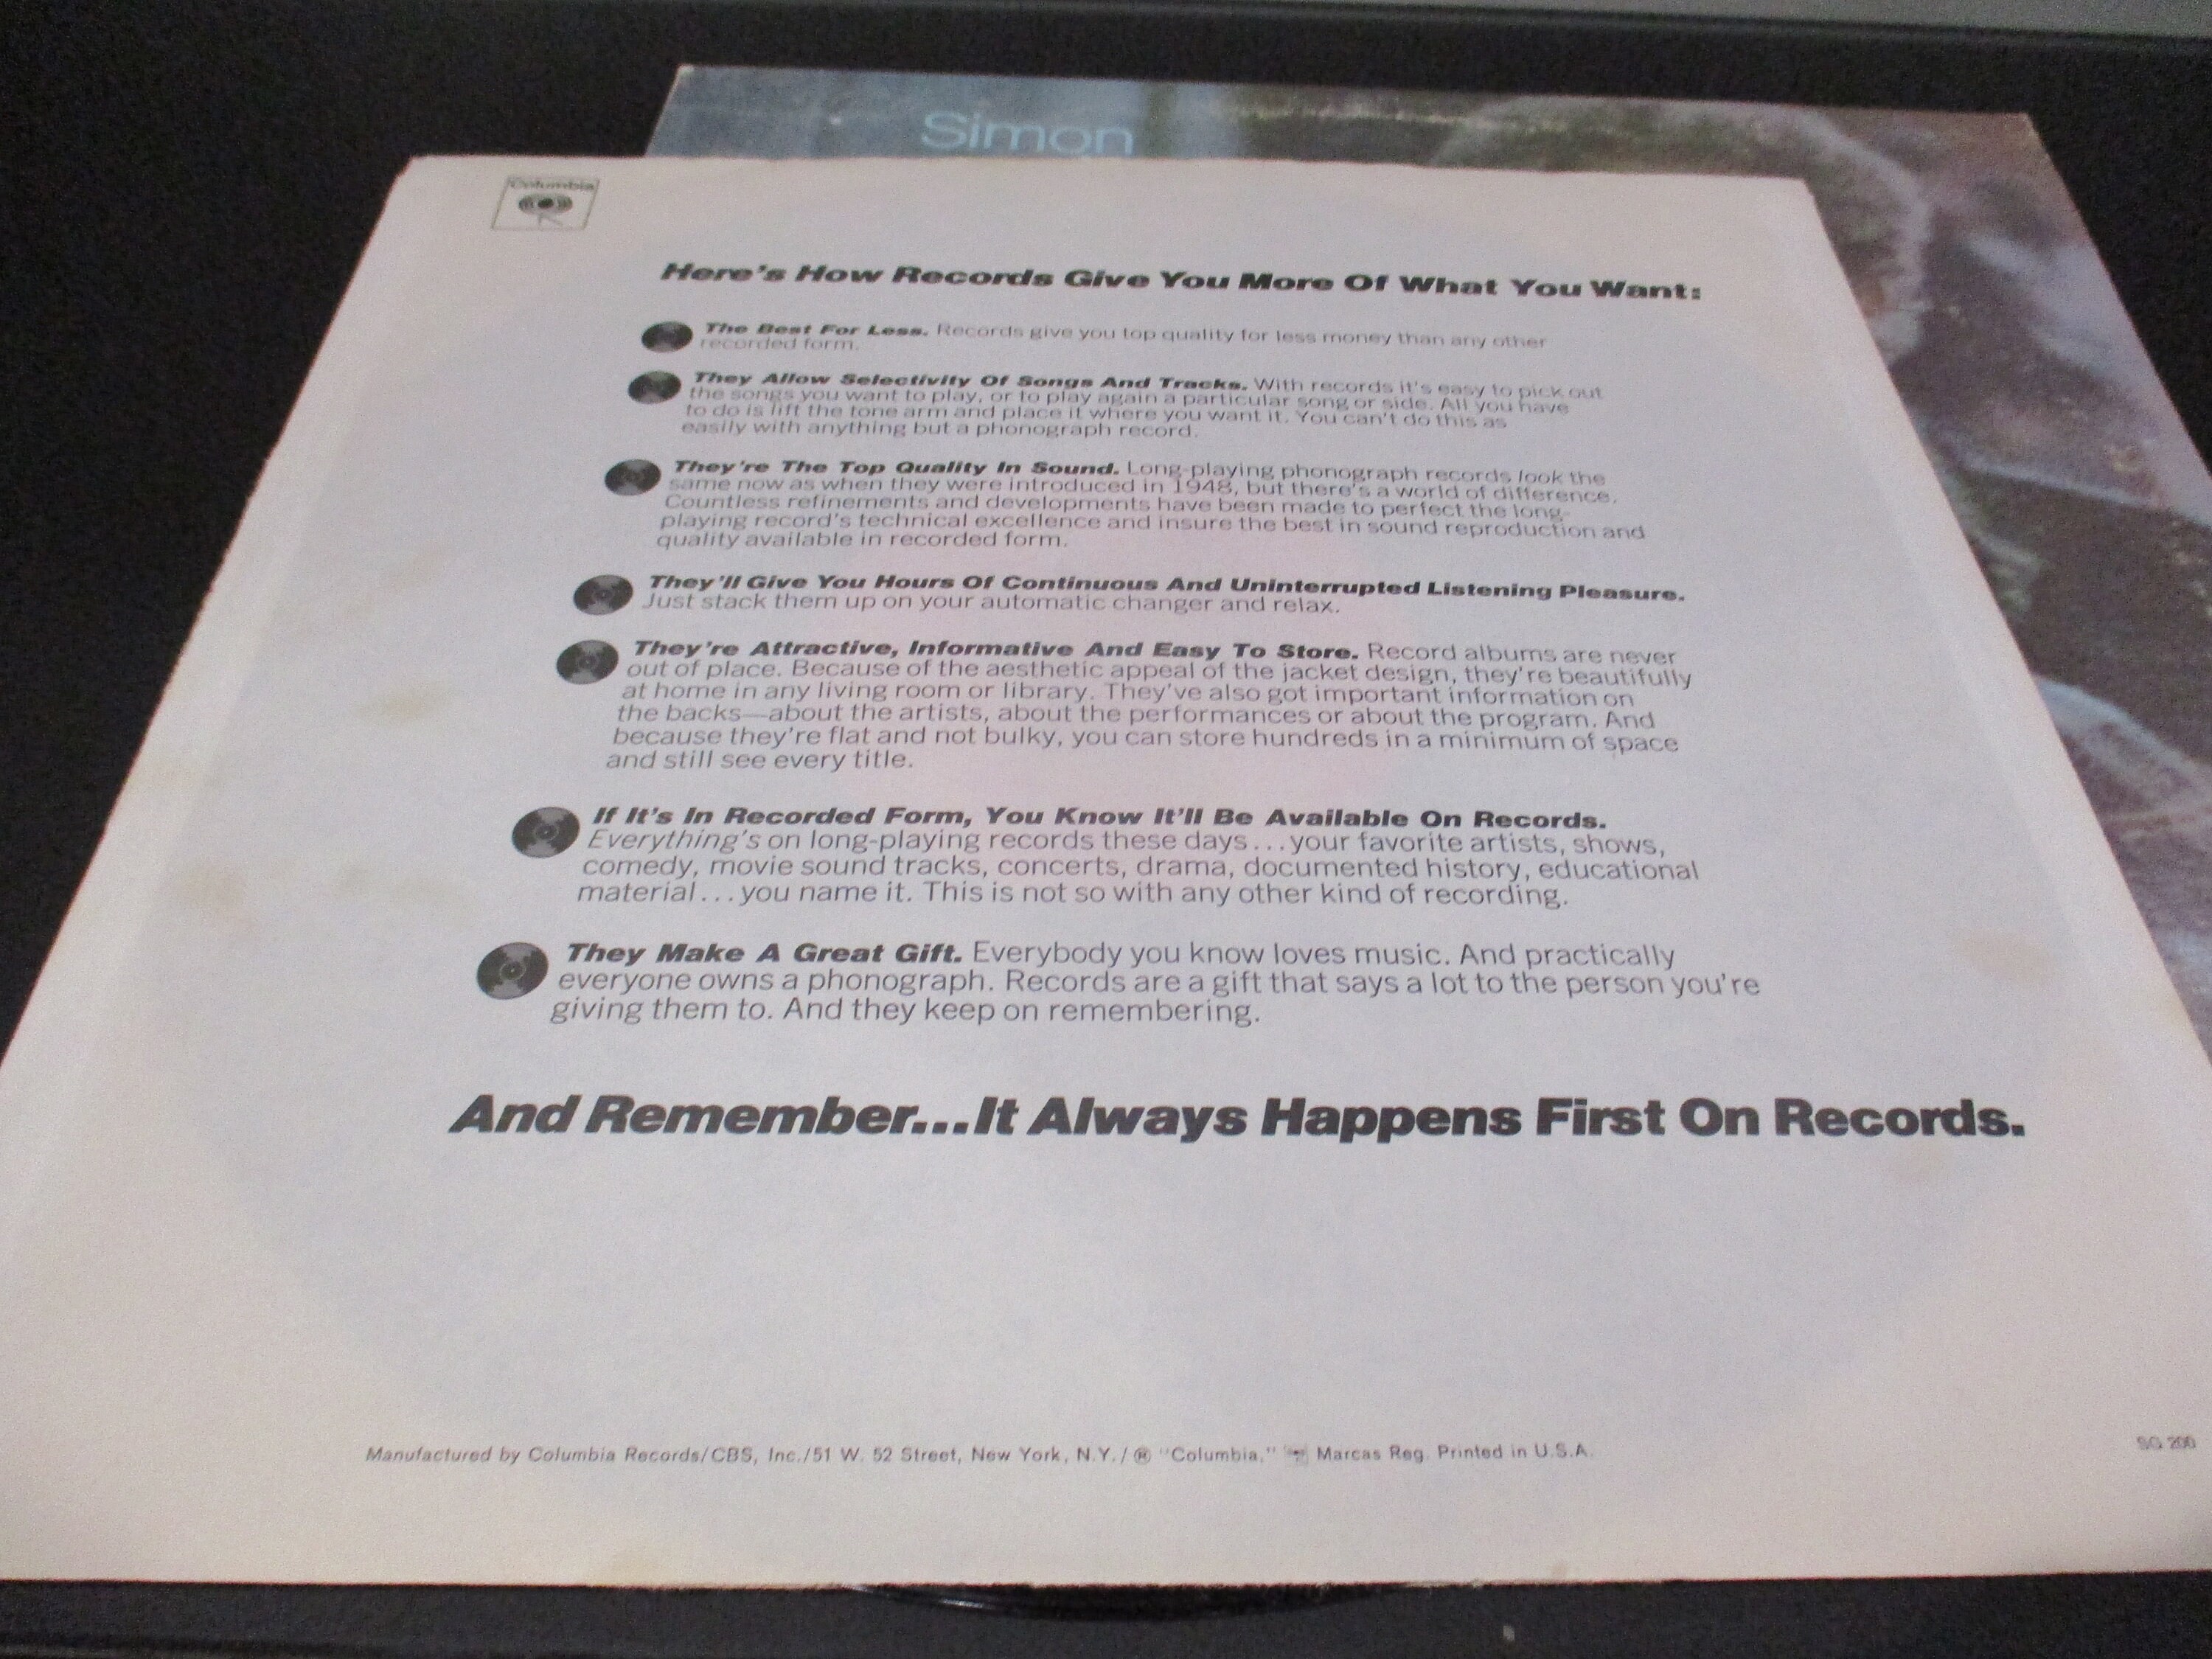 Simon
Columbia
Here's How Records Give You More Of What You Want:
The Best For Less. Records give you top quality for less money than any other
recorded form.
They Allow Selectivity Of Songs And Tracks. With records it's easy to pick out
the songs you want to play, or to play again a particular song or side. All you have
to do is lift the tone arm and place it where you want it. You can't do this as
easily with anything but a phonograph record.
They're The Top Quality In Sound. Long-playing phonograph records look the
same now as when they were introduced in 1948, but there's a world of difference.
Countless refinements and developments have been made to perfect the long-
playing record's technical excellence and insure the best in sound reproduction and
quality available in recorded form.
They'll Give You Hours Of Continuous And Uninterrupted Listening Pleasure.
Just stack them up on your automatic changer and relax.
They're Attractive, Informative And Easy To Store. Record albums are never
out of place. Because of the aesthetic appeal of the jacket design, they're beautifully
at home in any living room or library. They've also got important information on
the backs—about the artists, about the performances or about the program. And
because they're flat and not bulky, you can store hundreds in a minimum of space
and still see every title.
If It's In Recorded Form, You Know It'll Be Available On Records.
Everything's on long-playing records these days...your favorite artists, shows,
comedy, movie sound tracks, concerts, drama, documented history, educational
material...you name it. This is not so with any other kind of recording.
They Make A Great Gift. Everybody you know loves music. And practically
everyone owns a phonograph. Records are a gift that says a lot to the person you're
giving them to. And they keep on remembering.
And Remember...It Always Happens First On Records.
Manufactured by Columbia Records/CBS, Inc./51 W. 52 Street, New York, N.Y./ ® "Columbia," Marcas Reg. Printed in U.S.A.
SG 200